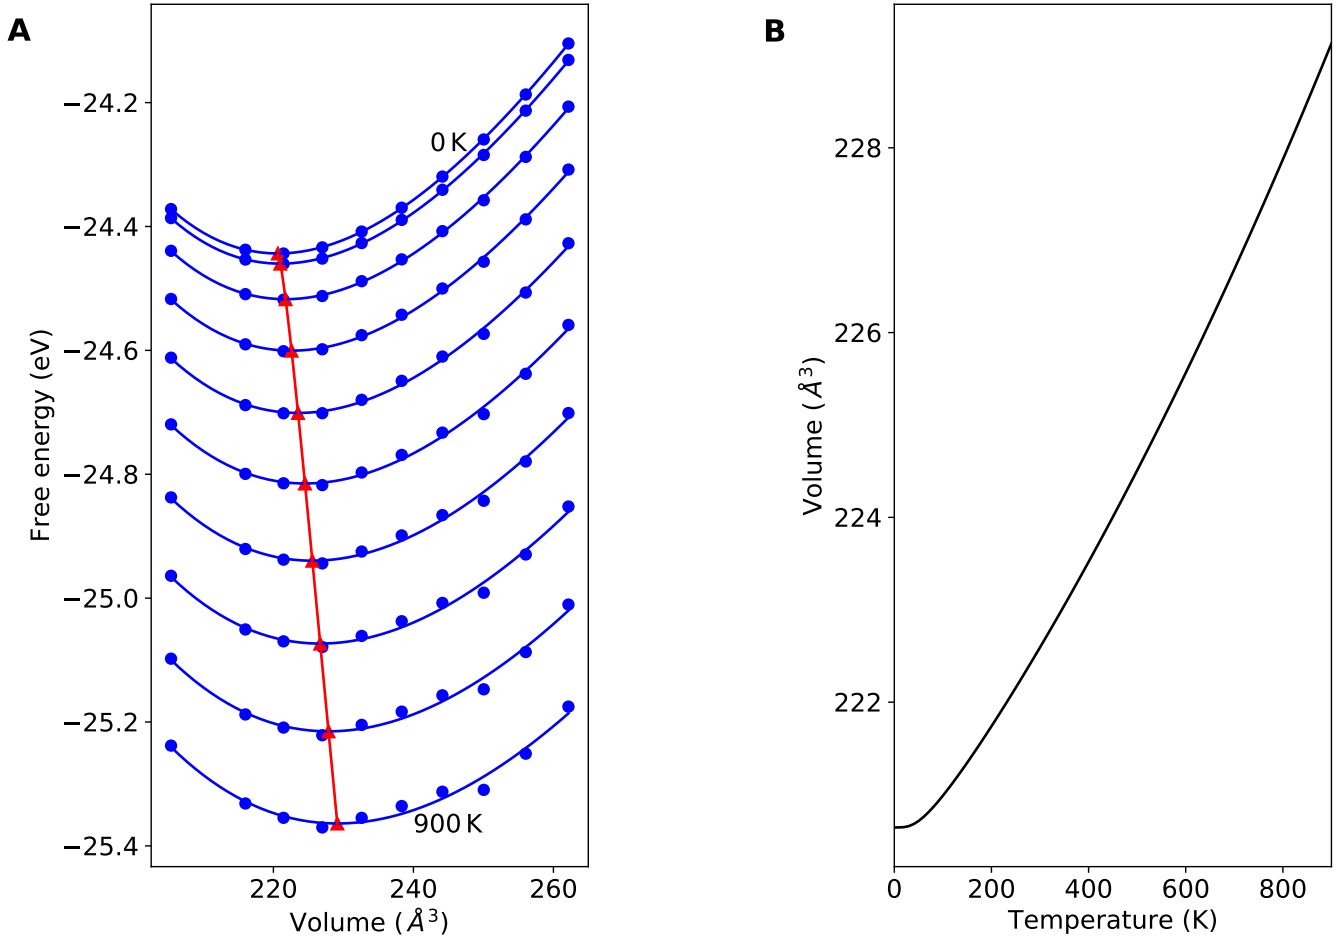 A
Free energy (eV)
−24.2
−24.4
−24.6
−24.8
−25.0
−25.2
−25.4
0 K
900 K
220
240
260
Volume (Å³)
B
Volume (Å³)
228
226
224
222
0
200
400
600
800
Temperature (K)